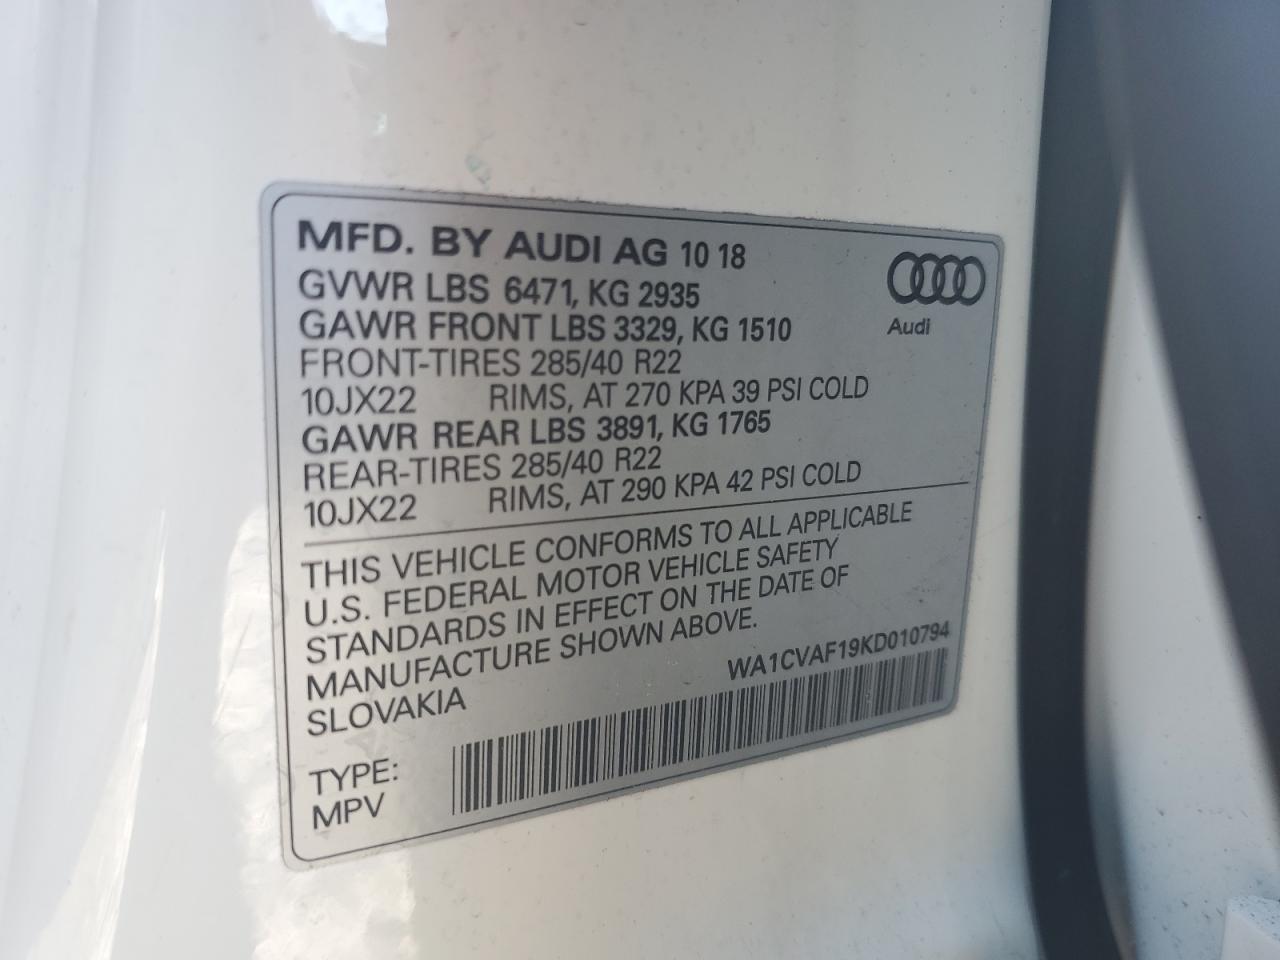 MFD. BY AUDI AG 10 18
GVWR LBS 6471, KG 2935
GAWR FRONT LBS 3329, KG 1510
FRONT-TIRES 285/40 R22
10JX22 RIMS, AT 270 KPA 39 PSI COLD
GAWR REAR LBS 3891, KG 1765
REAR-TIRES 285/40 R22
10JX22 RIMS, AT 290 KPA 42 PSI COLD
Audi
THIS VEHICLE CONFORMS TO ALL APPLICABLE
U.S. FEDERAL MOTOR VEHICLE SAFETY
STANDARDS IN EFFECT ON THE DATE OF
MANUFACTURE SHOWN ABOVE.
SLOVAKIA
WA1CVAF19KD010794
TYPE:
MPV